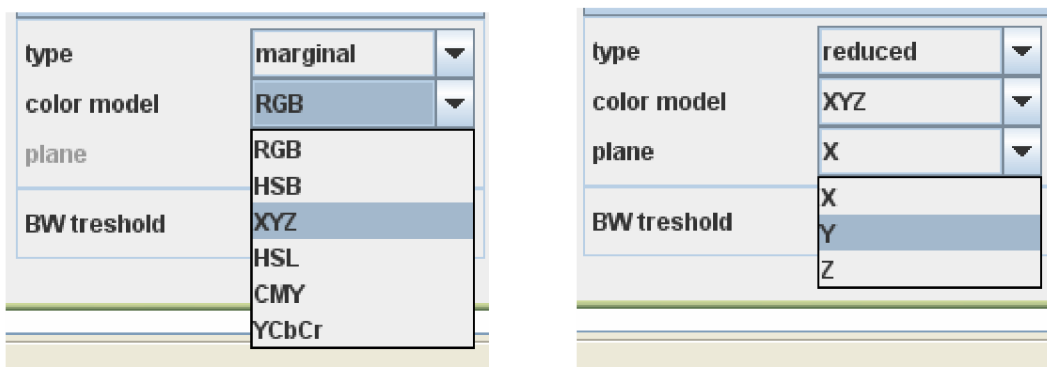 type marginal
color model RGB
plane
RGB
HSB
BW treshold
XYZ
HSL
CMY
YCbCr
type reduced
color model XYZ
plane X
X
BW treshold
Y
Z